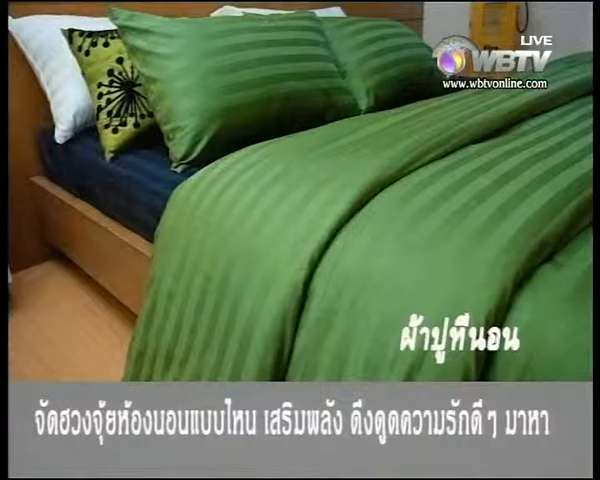 LIVE
WBTV
www.wbtvonline.com
ผ้าปูที่นอน
จัดฮวงจุ้ยห้องนอนแบบไหน เสริมพลัง ดึงดูดความรักดีๆ มาหา